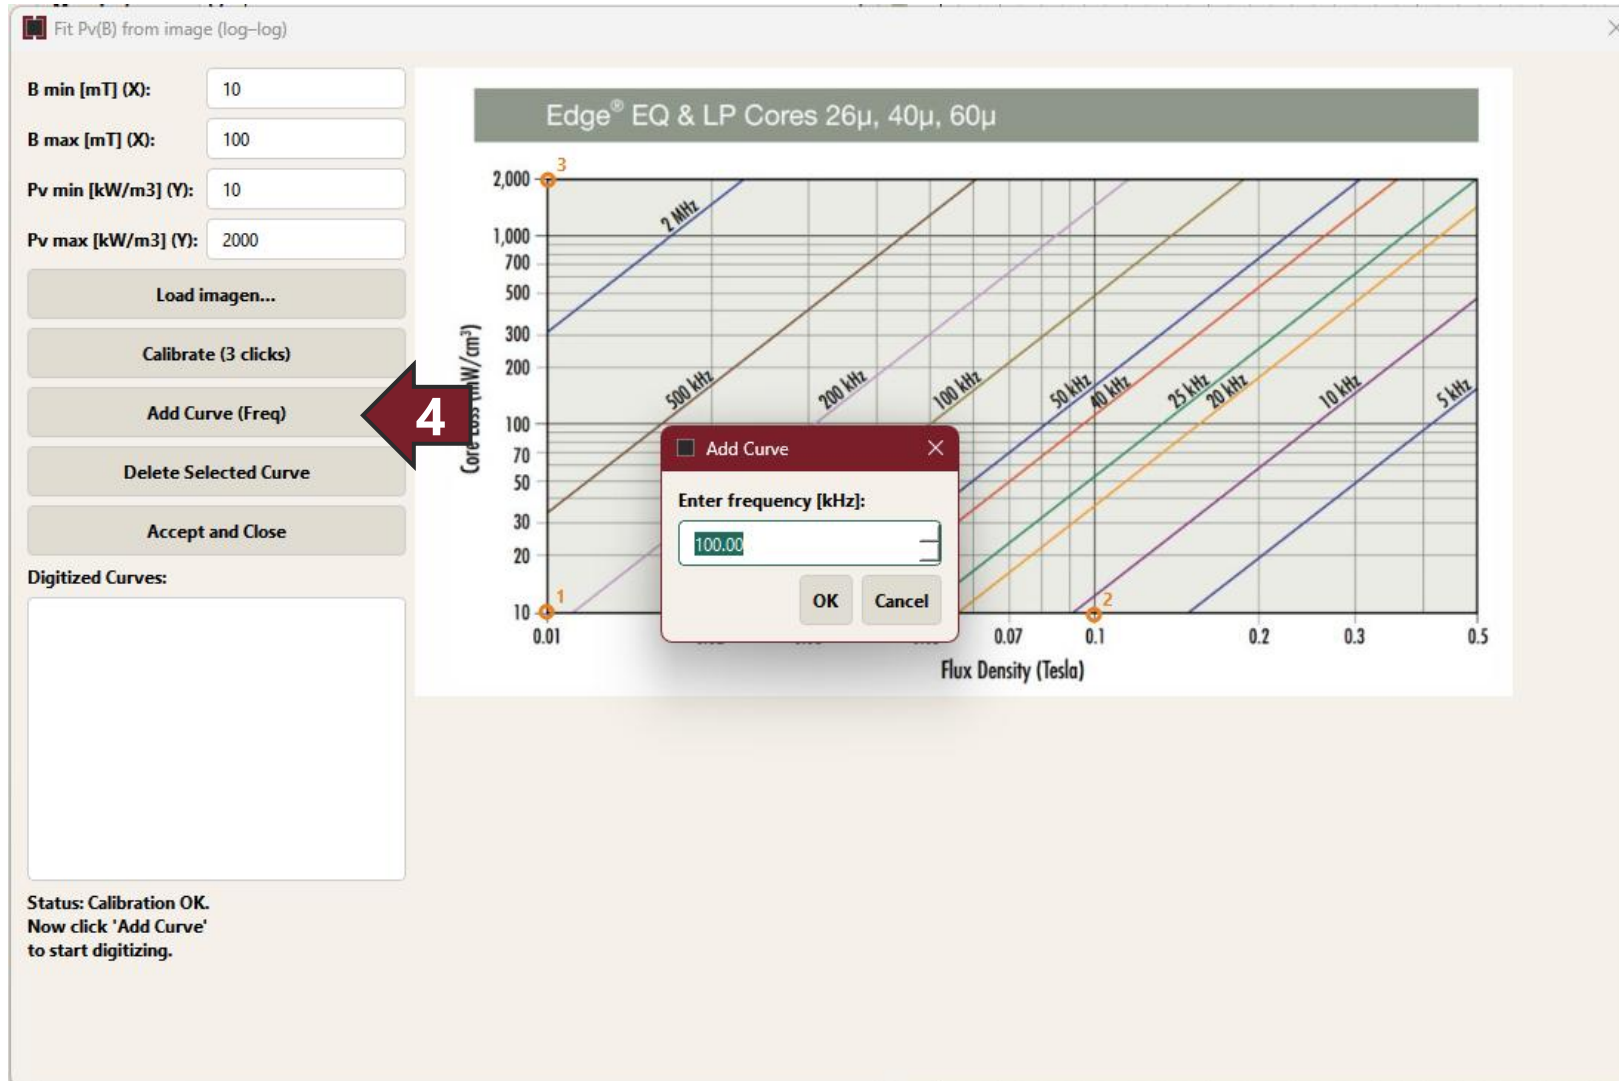 Fit Pv(B) from image (log–log)
B min [mT] (X):
10
B max [mT] (X):
100
Pv min [kW/m3] (Y):
10
Pv max [kW/m3] (Y):
2000
Load imagen...
Calibrate (3 clicks)
Add Curve (Freq)
4
Delete Selected Curve
Accept and Close
Digitized Curves:
Status: Calibration OK.
Now click 'Add Curve'
to start digitizing.
Edge® EQ & LP Cores 26μ, 40μ, 60μ
3
2,000
1,000
700
500
300
200
100
70
50
30
20
10
2 MHz
500 kHz
200 kHz
100 kHz
50 kHz
40 kHz
25 kHz
20 kHz
10 kHz
5 kHz
Add Curve
Enter frequency [kHz]:
100.00
OK
Cancel
1
2
0.01
0.07
0.1
0.2
0.3
0.5
Flux Density (Tesla)